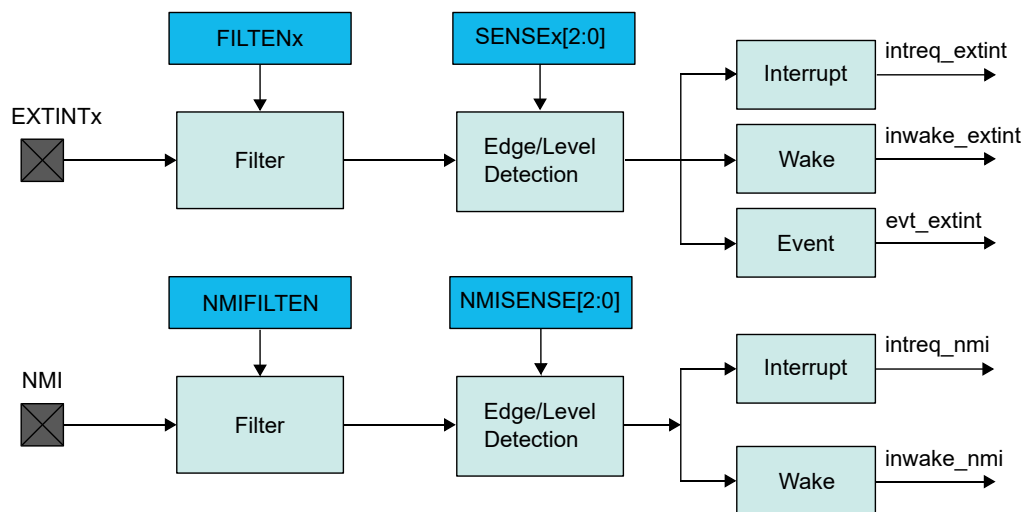 FILTENx
SENSEx[2:0]
intreq_extint
EXTINTx
Filter
Edge/Level
Detection
Interrupt
inwake_extint
Wake
evt_extint
Event
NMIFILTEN
NMISENSE[2:0]
intreq_nmi
NMI
Filter
Edge/Level
Detection
Interrupt
inwake_nmi
Wake